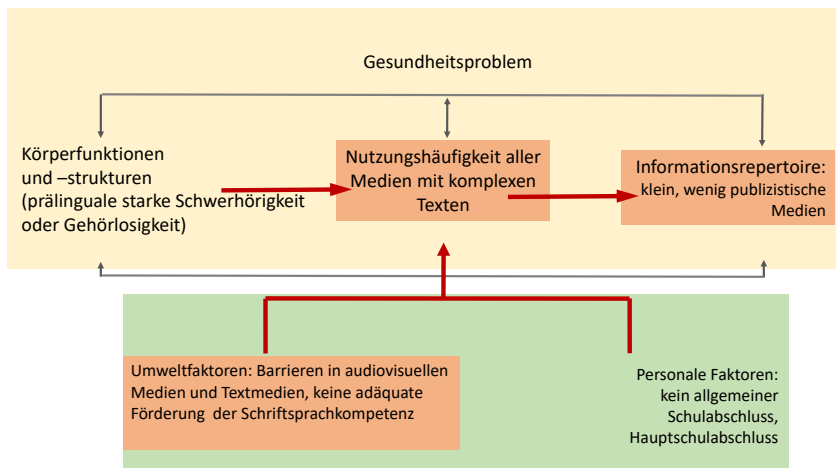 Gesundheitsproblem
Körperfunktionen
und –strukturen
(prälinguale starke Schwerhörigkeit
oder Gehörlosigkeit)
Nutzungshäufigkeit aller
Medien mit komplexen
Texten
Informationsrepertoire:
klein, wenig publizistische
Medien
Umweltfaktoren: Barrieren in audiovisuellen
Medien und Textmedien, keine adäquate
Förderung der Schriftsprachkompetenz
Personale Faktoren:
kein allgemeiner
Schulabschluss,
Hauptschulabschluss